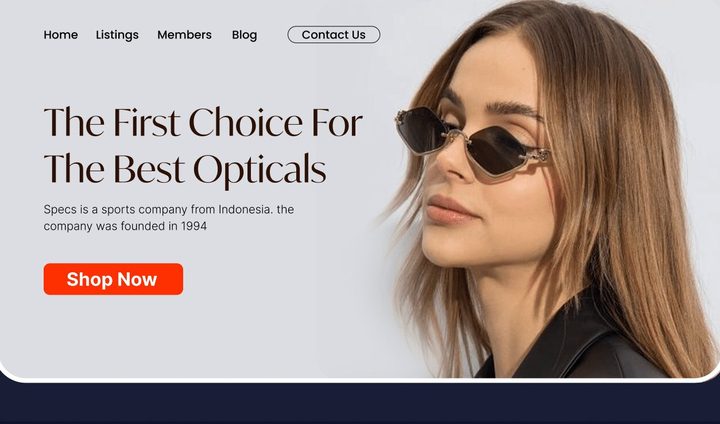 Home Listings Members Blog Contact Us
The First Choice For
The Best Opticals
Specs is a sports company from Indonesia. the
company was founded in 1994
Shop Now